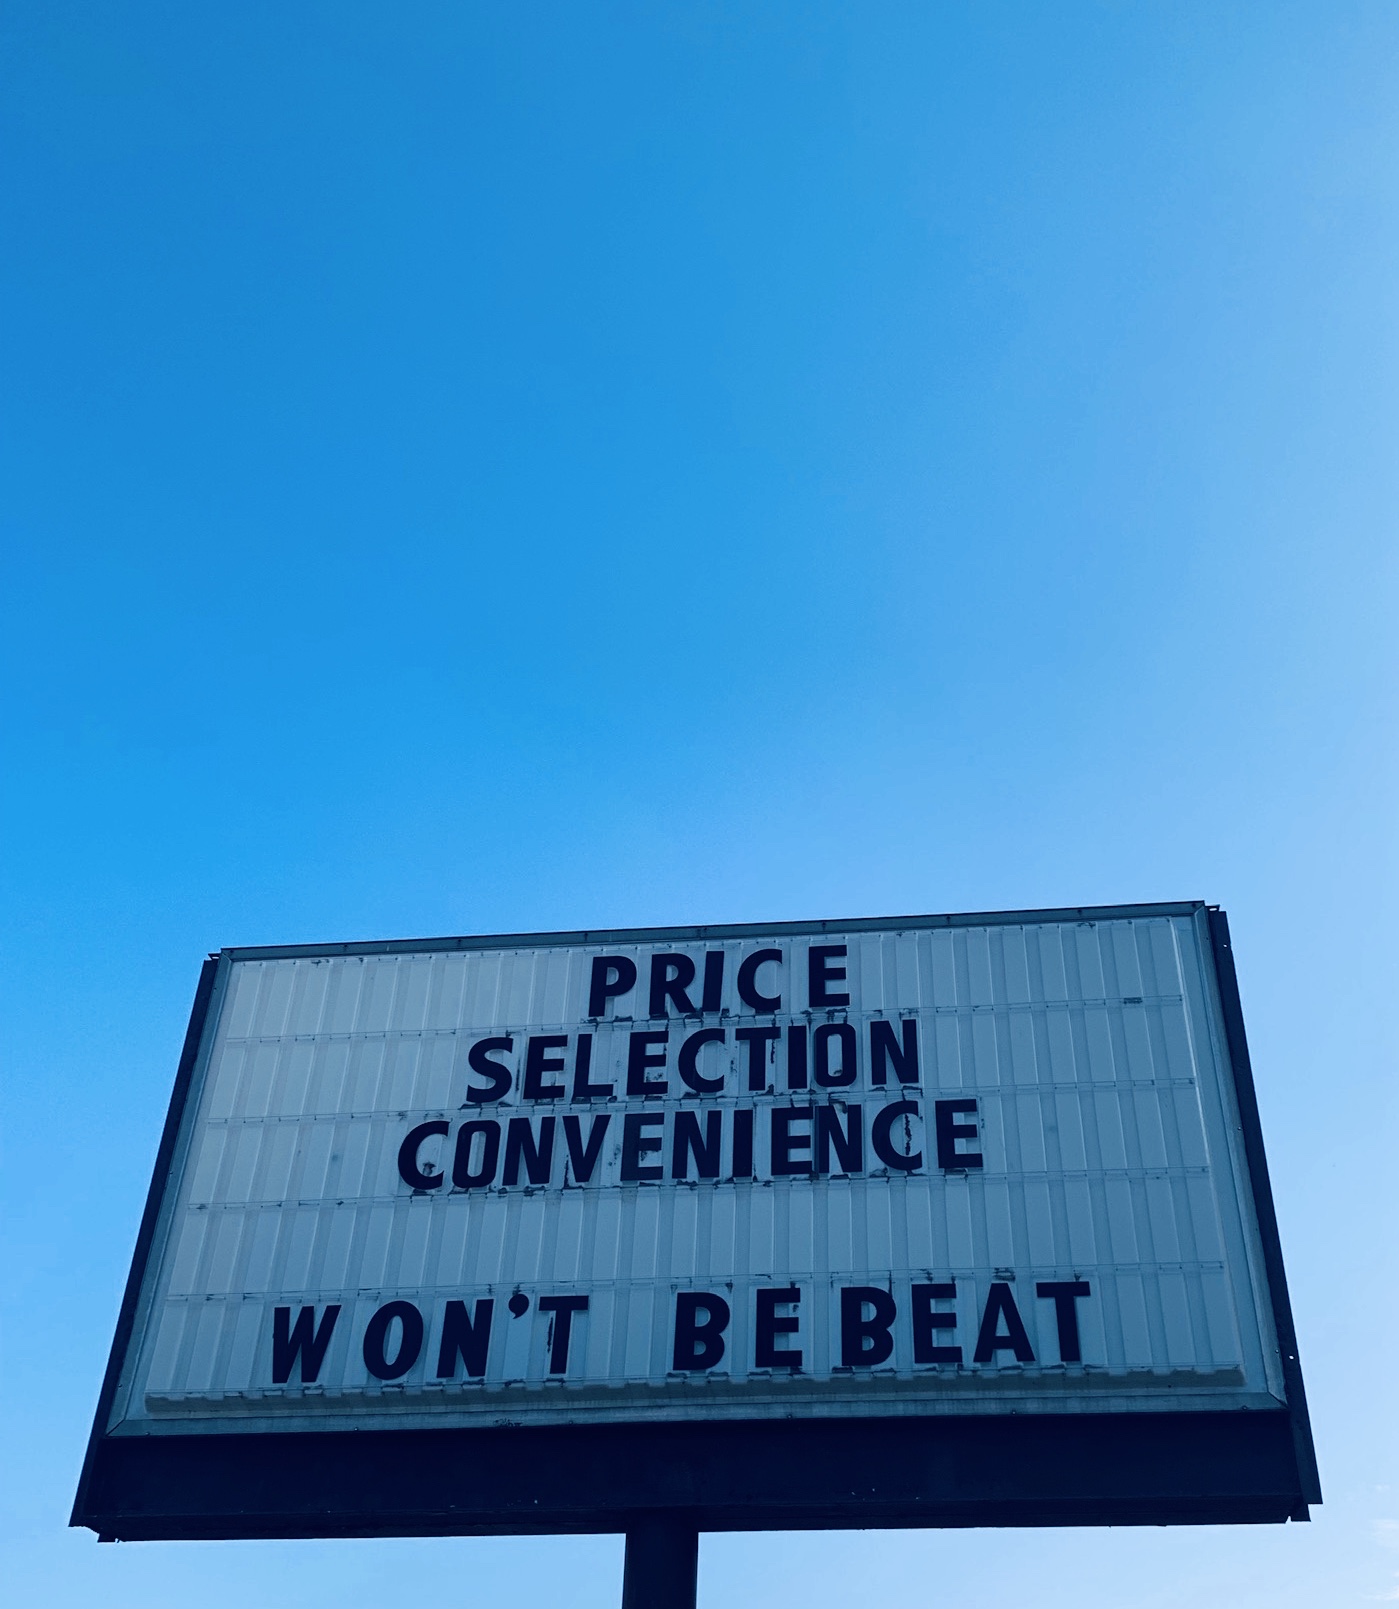 PRICE
SELECTION
CONVENIENCE
WON'T BE BEAT